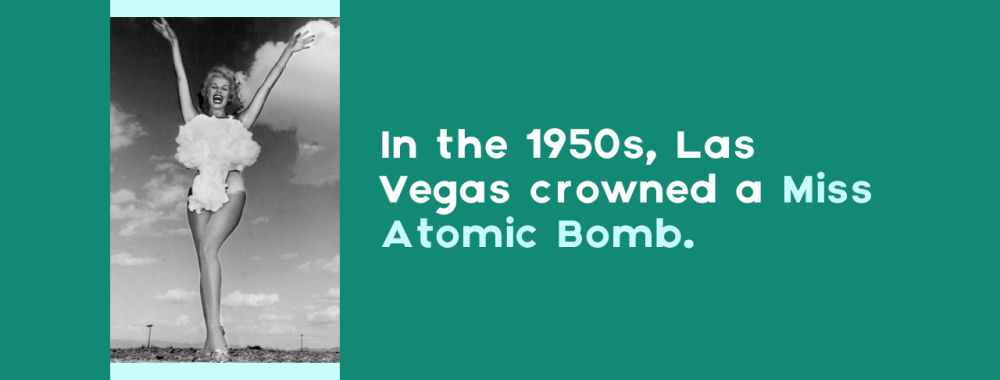 In the 1950s, Las
Vegas crowned a Miss
Atomic Bomb.